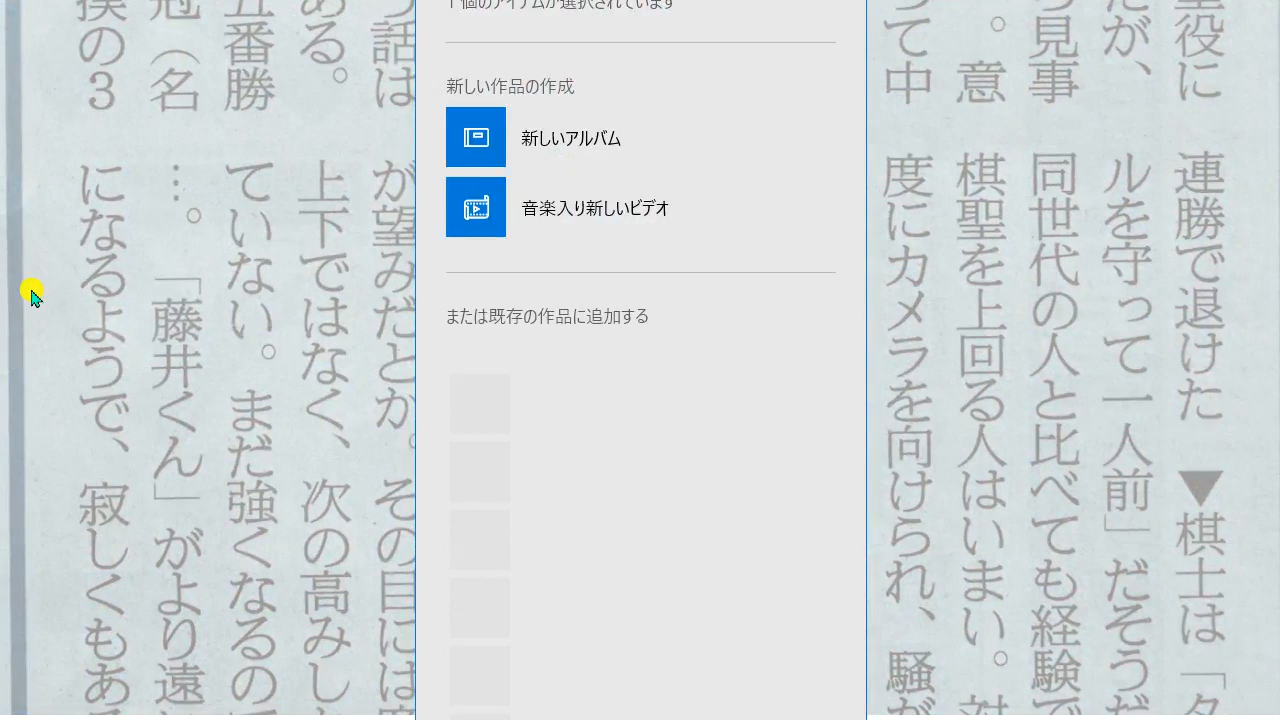 1 個のアイテムが選択されています
新しい作品の作成
新しいアルバム
音楽入り新しいビデオ
または既存の作品に追加する
役に
連勝で退けた ▼棋士は「タ
だが、
ルを守って一人前」だそうだ
ら見事
同世代の人と比べても経験で
。意
棋聖を上回る人はいまい。対
って中
度にカメラを向けられ、騒が
う話は
が望みだとか。その目には
ある。
上下ではなく、次の高みし
五番勝
ていない。まだ強くなるの
冠（名
…。「藤井くん」がより遠
の３
になるようで、寂しくもあ